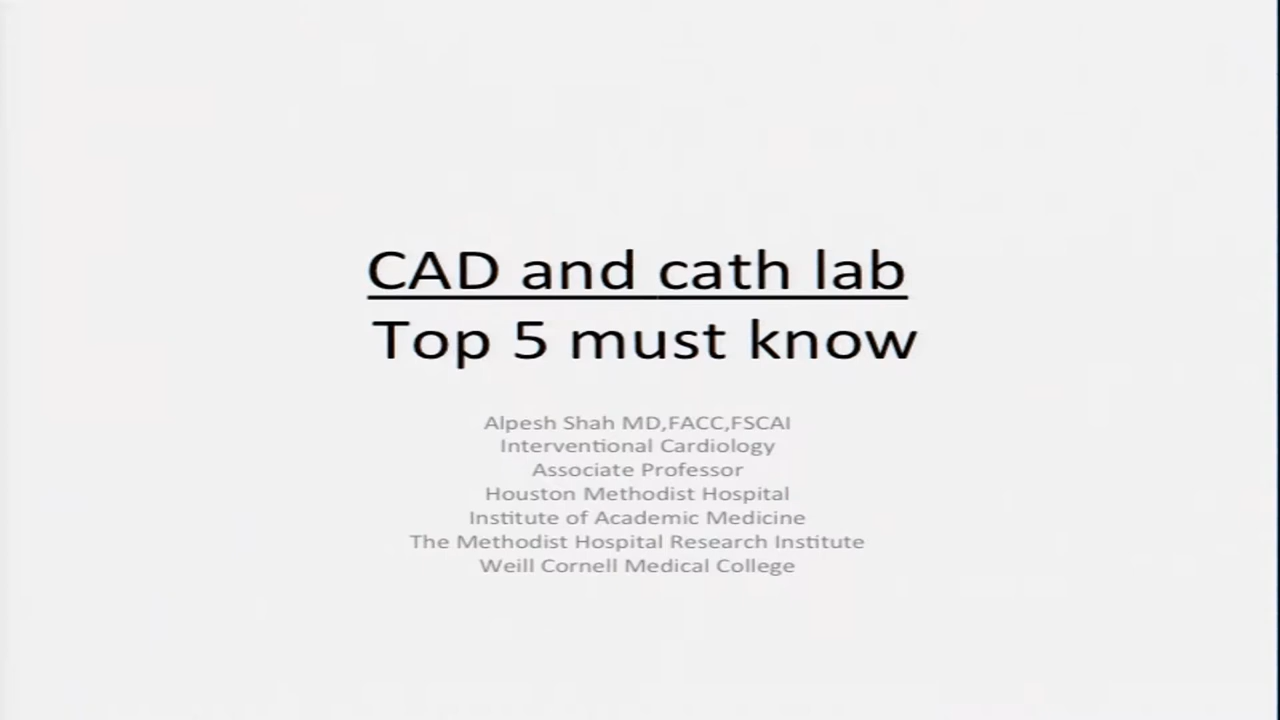 CAD and cath lab
Top 5 must know
Alpesh Shah MD,FACC,FSCAI
Interventional Cardiology
Associate Professor
Houston Methodist Hospital
Institute of Academic Medicine
The Methodist Hospital Research Institute
Weill Cornell Medical College